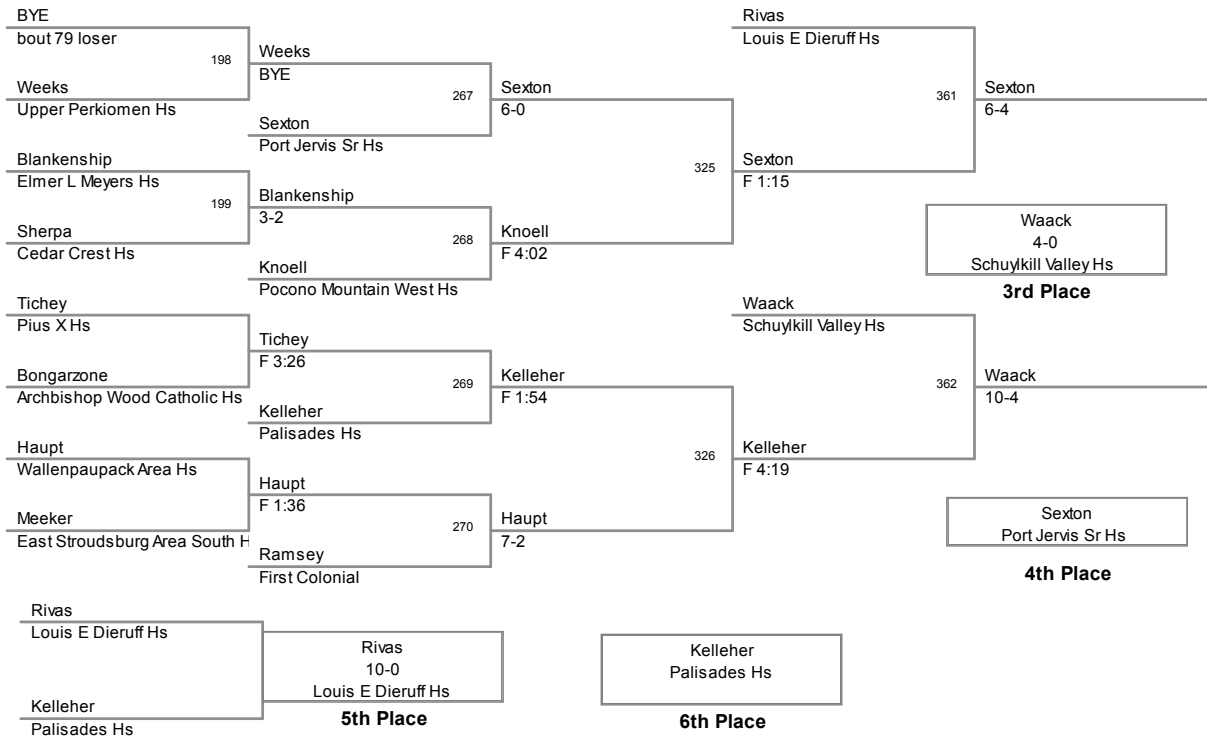 BYE
bout 79 loser
198
Weeks
Upper Perkiomen Hs
Weeks
BYE
267
Sexton
Port Jervis Sr Hs
Blankenship
Elmer L Meyers Hs
199
Sherpa
Cedar Crest Hs
Blankenship
3-2
268
Knoell
Pocono Mountain West Hs
Sexton
6-0
325
Knoell
F 4:02
Rivas
Louis E Dieruff Hs
361
Sexton
F 1:15
Sexton
6-4
Waack
4-0
Schuylkill Valley Hs
3rd Place
Tichey
Pius X Hs
Bongarzone
Archbishop Wood Catholic Hs
Tichey
F 3:26
269
Kelleher
Palisades Hs
Haupt
Wallenpaupack Area Hs
Meeker
East Stroudsburg Area South H
Haupt
F 1:36
270
Ramsey
First Colonial
Kelleher
F 1:54
326
Haupt
7-2
Waack
Schuylkill Valley Hs
362
Kelleher
F 4:19
Waack
10-4
Sexton
Port Jervis Sr Hs
4th Place
Rivas
Louis E Dieruff Hs
Kelleher
Palisades Hs
Rivas
10-0
Louis E Dieruff Hs
5th Place
Kelleher
Palisades Hs
6th Place